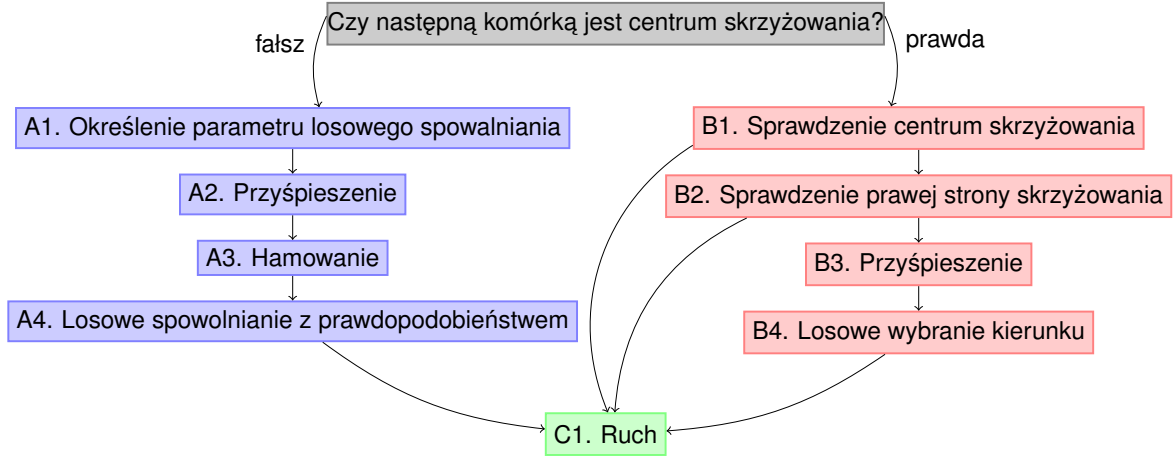 Czy następną komórką jest centrum skrzyżowania?
fałsz
prawda
A1. Określenie parametru losowego spowalniania
A2. Przyśpieszenie
A3. Hamowanie
A4. Losowe spowolnianie z prawdopodobieństwem
B1. Sprawdzenie centrum skrzyżowania
B2. Sprawdzenie prawej strony skrzyżowania
B3. Przyśpieszenie
B4. Losowe wybranie kierunku
C1. Ruch